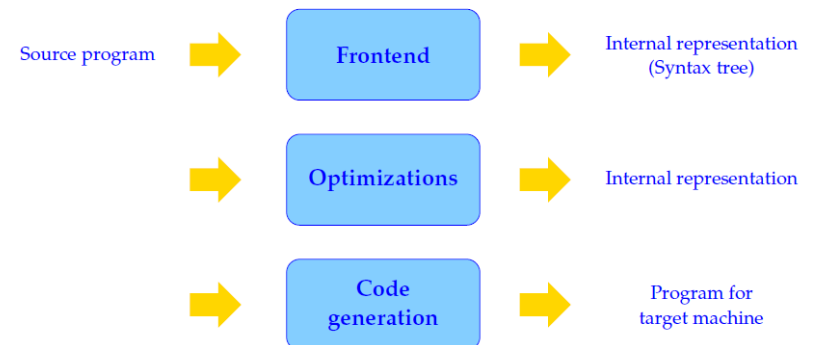 Source program
Frontend
Internal representation
(Syntax tree)
Optimizations
Internal representation
Code
generation
Program for
target machine